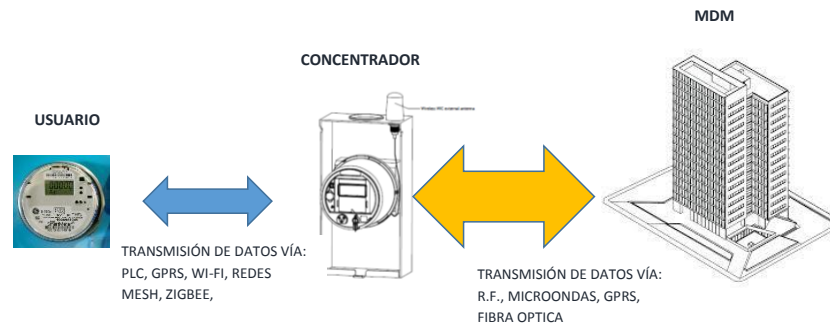 MDM
CONCENTRADOR
USUARIO
00000
TRANSMISIÓN DE DATOS VÍA:
PLC, GPRS, WI-FI, REDES
MESH, ZIGBEE,
TRANSMISIÓN DE DATOS VÍA:
R.F., MICROONDAS, GPRS,
FIBRA OPTICA